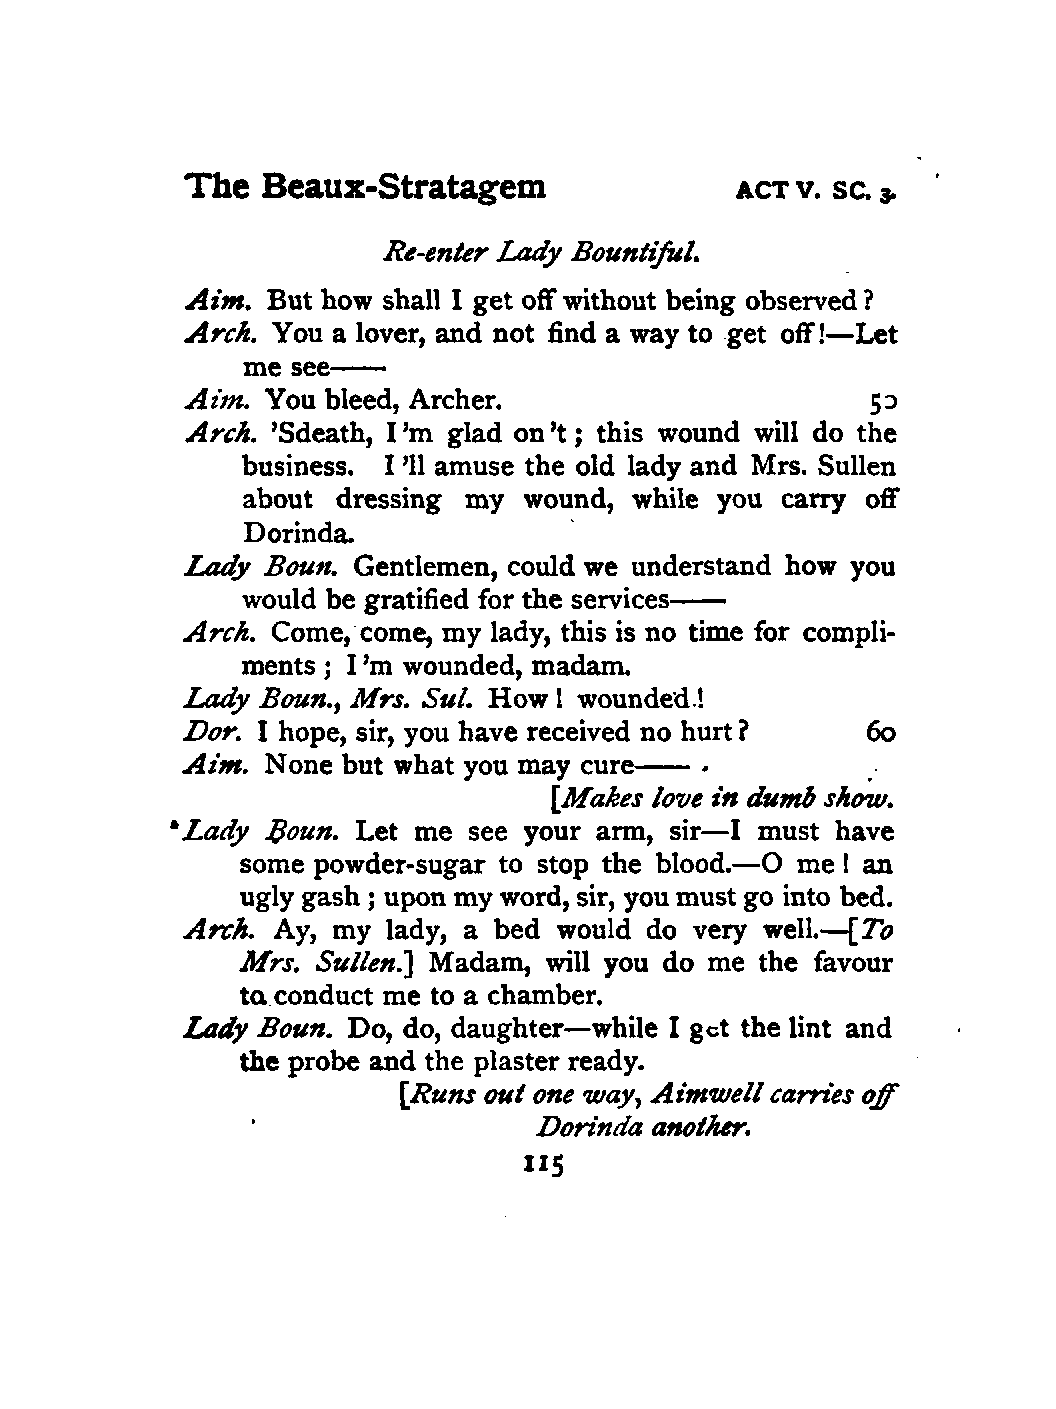 The Beaux-Stratagem ACT V. SC. 3.
Re-enter Lady Bountiful.
Aim. But how shall I get off without being observed?
Arch. You a lover, and not find a way to get off!—Let
me see——
Aim. You bleed, Archer. 50
Arch. 'Sdeath, I'm glad on't; this wound will do the
business. I'll amuse the old lady and Mrs. Sullen
about dressing my wound, while you carry off
Dorinda.
Lady Boun. Gentlemen, could we understand how you
would be gratified for the services——
Arch. Come, come, my lady, this is no time for compli-
ments; I'm wounded, madam.
Lady Boun., Mrs. Sul. How! wounded!
Dor. I hope, sir, you have received no hurt? 60
Aim. None but what you may cure——
[Makes love in dumb show.
Lady Boun. Let me see your arm, sir—I must have
some powder-sugar to stop the blood.—O me! an
ugly gash; upon my word, sir, you must go into bed.
Arch. Ay, my lady, a bed would do very well.—[To
Mrs. Sullen.] Madam, will you do me the favour
to conduct me to a chamber.
Lady Boun. Do, do, daughter—while I get the lint and
the probe and the plaster ready.
[Runs out one way, Aimwell carries off
Dorinda another.
115